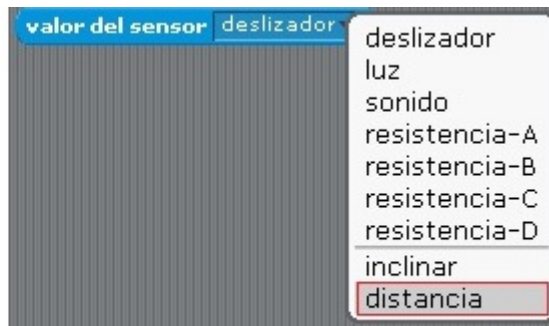 valor del sensor deslizador
deslizador
luz
sonido
resistencia-A
resistencia-B
resistencia-C
resistencia-D
inclinar
distancia